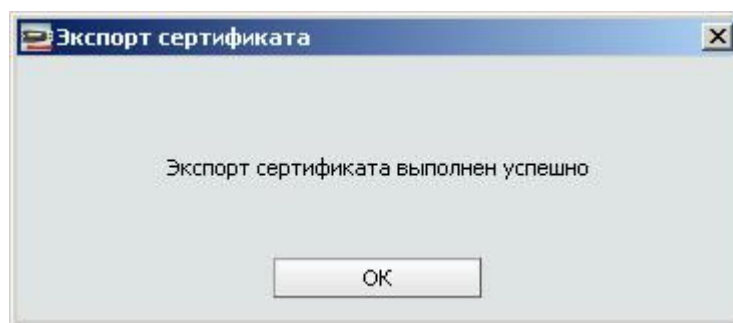 Экспорт сертификата
Экспорт сертификата выполнен успешно
ОК